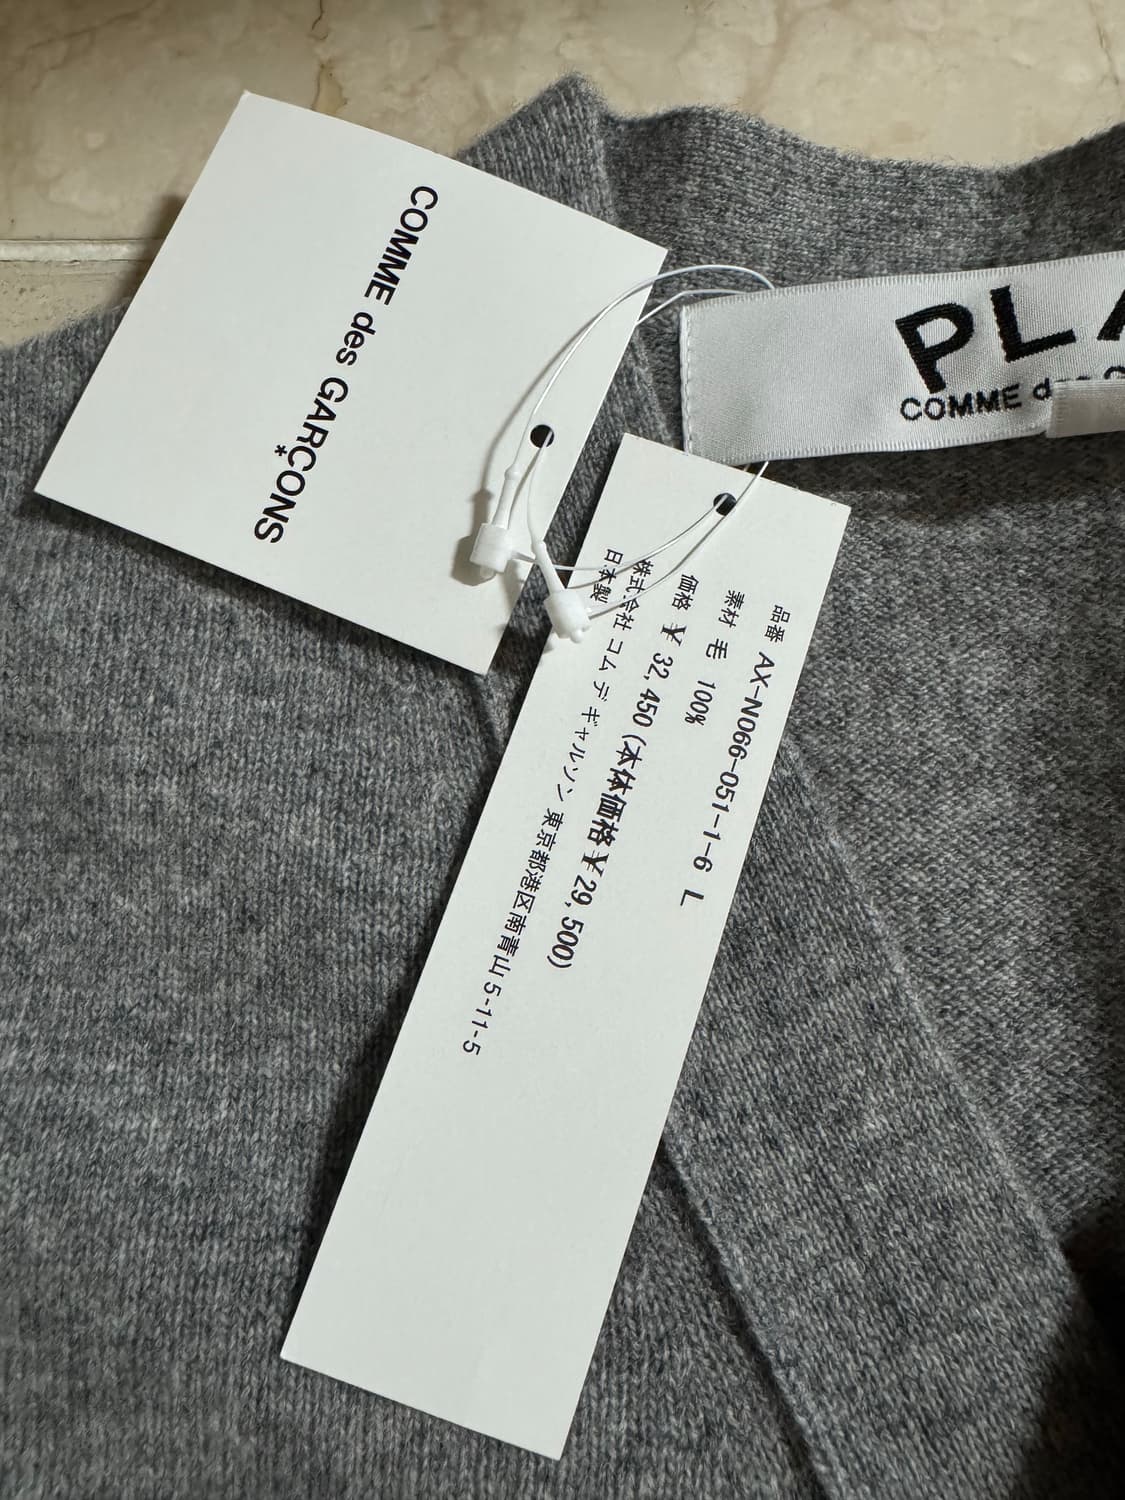 COMME des GARÇONS
*
PLA
COMME des
品番 AX-N066-051-1-6 L
素材 毛 100%
価格 ¥ 32,450 (本体価格 ¥ 29,500)
株式会社 コム デ ギャルソン 東京都港区南青山 5-11-5
日本製